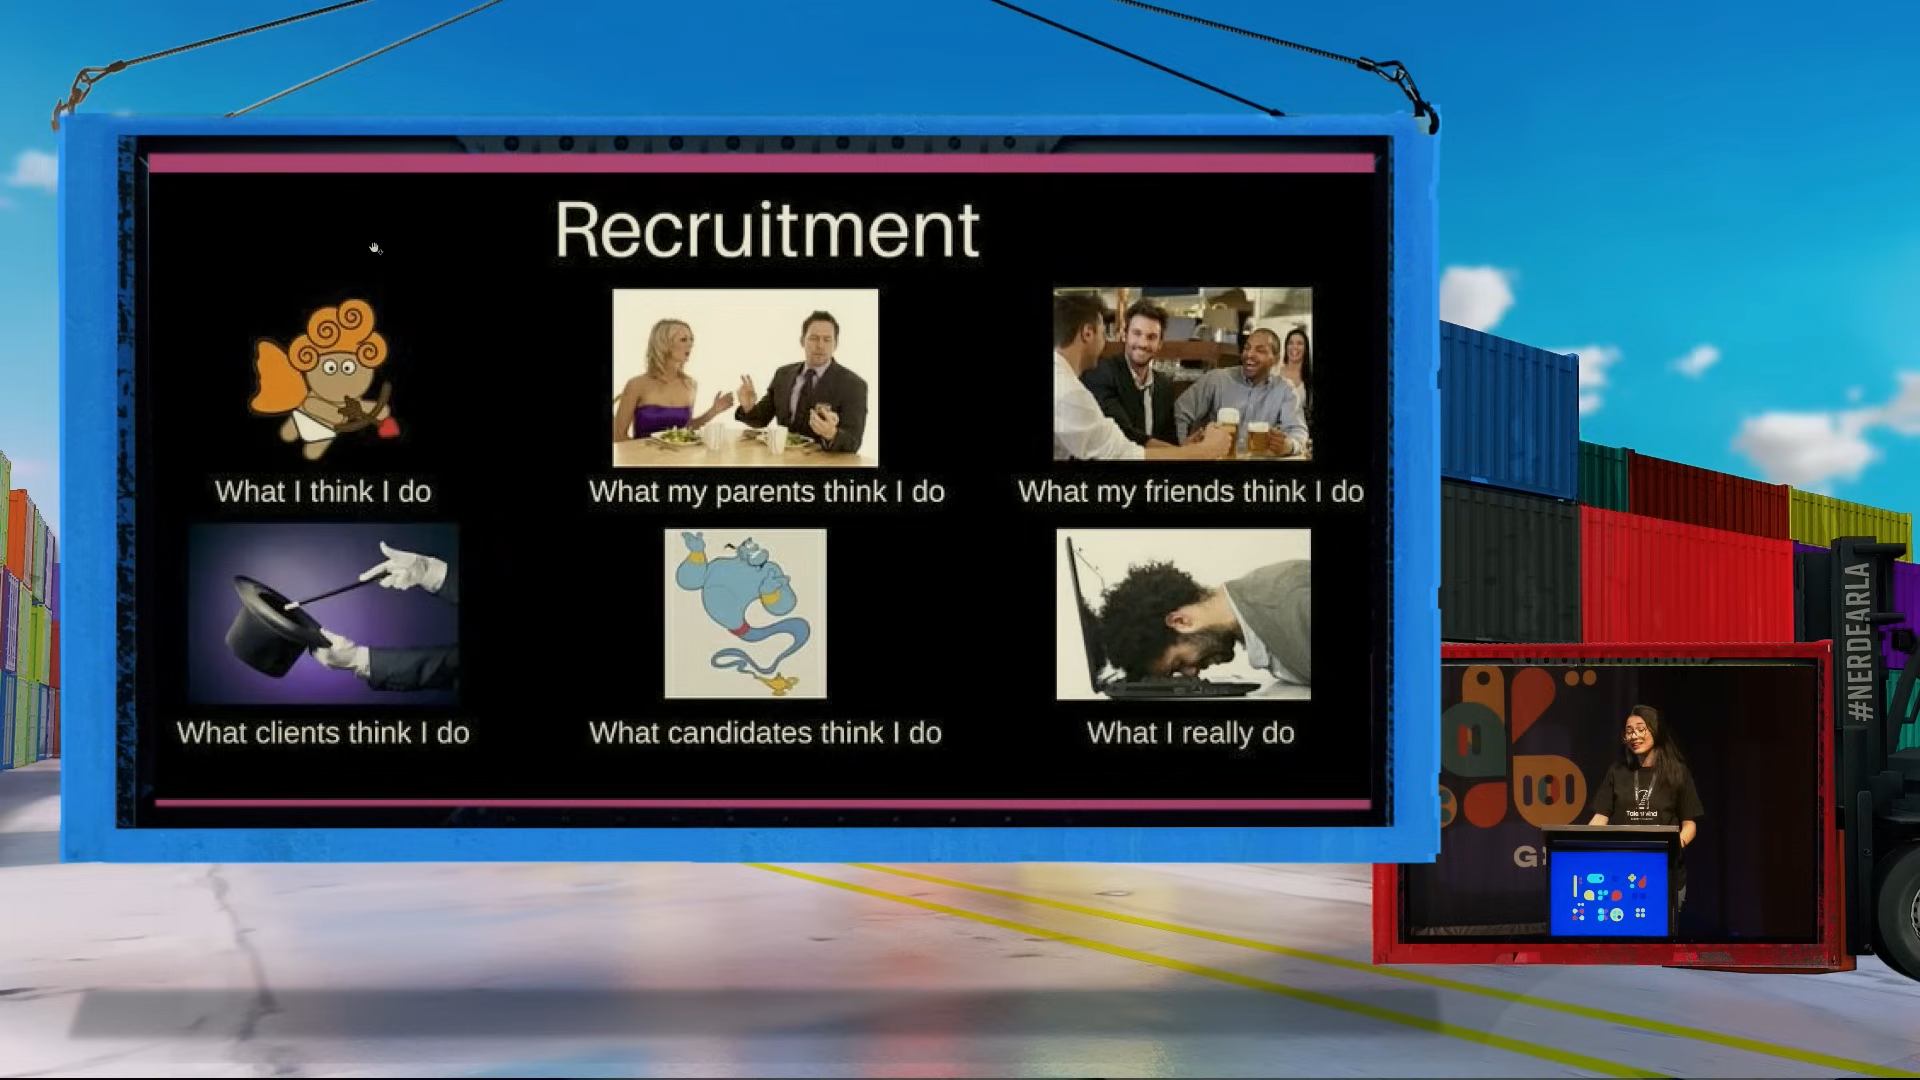 Recruitment
What I think I do
What my parents think I do
What my friends think I do
What clients think I do
What candidates think I do
What I really do
#NERDEARLA